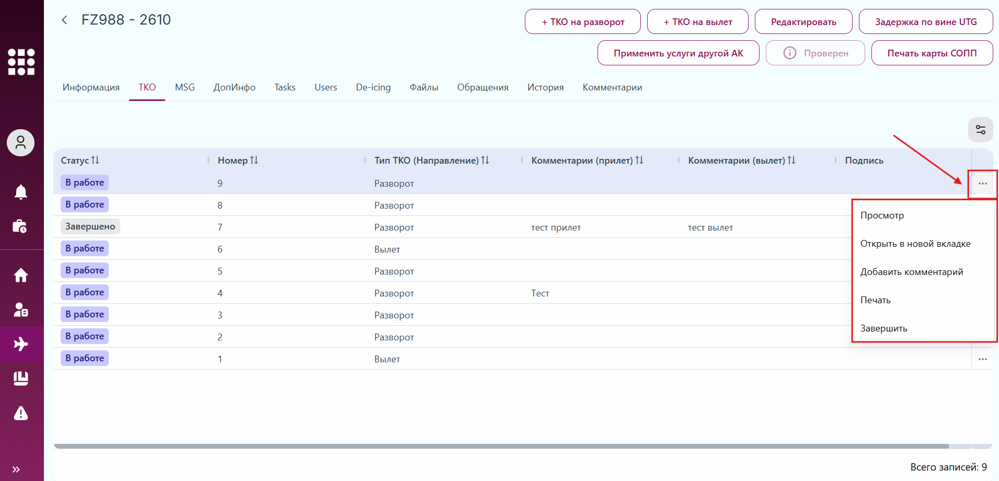 FZ988 - 2610
+ ТКО на разворот
+ ТКО на вылет
Редактировать
Задержка по вине UTG
Применить услуги другой АК
Проверен
Печать карты СОПП
Информация ТКО MSG ДопИнфо Tasks Users De-icing Файлы Обращения История Комментарии
Статус Номер Тип ТКО (Направление) Комментарии (прилет) Комментарии (вылет) Подпись
В работе 9 Разворот
В работе 8 Разворот
Завершено 7 Разворот тест прилет тест вылет
В работе 6 Вылет
В работе 5 Разворот
В работе 4 Разворот Тест
В работе 3 Разворот
В работе 2 Разворот
В работе 1 Вылет
Просмотр
Открыть в новой вкладке
Добавить комментарий
Печать
Завершить
Всего записей: 9